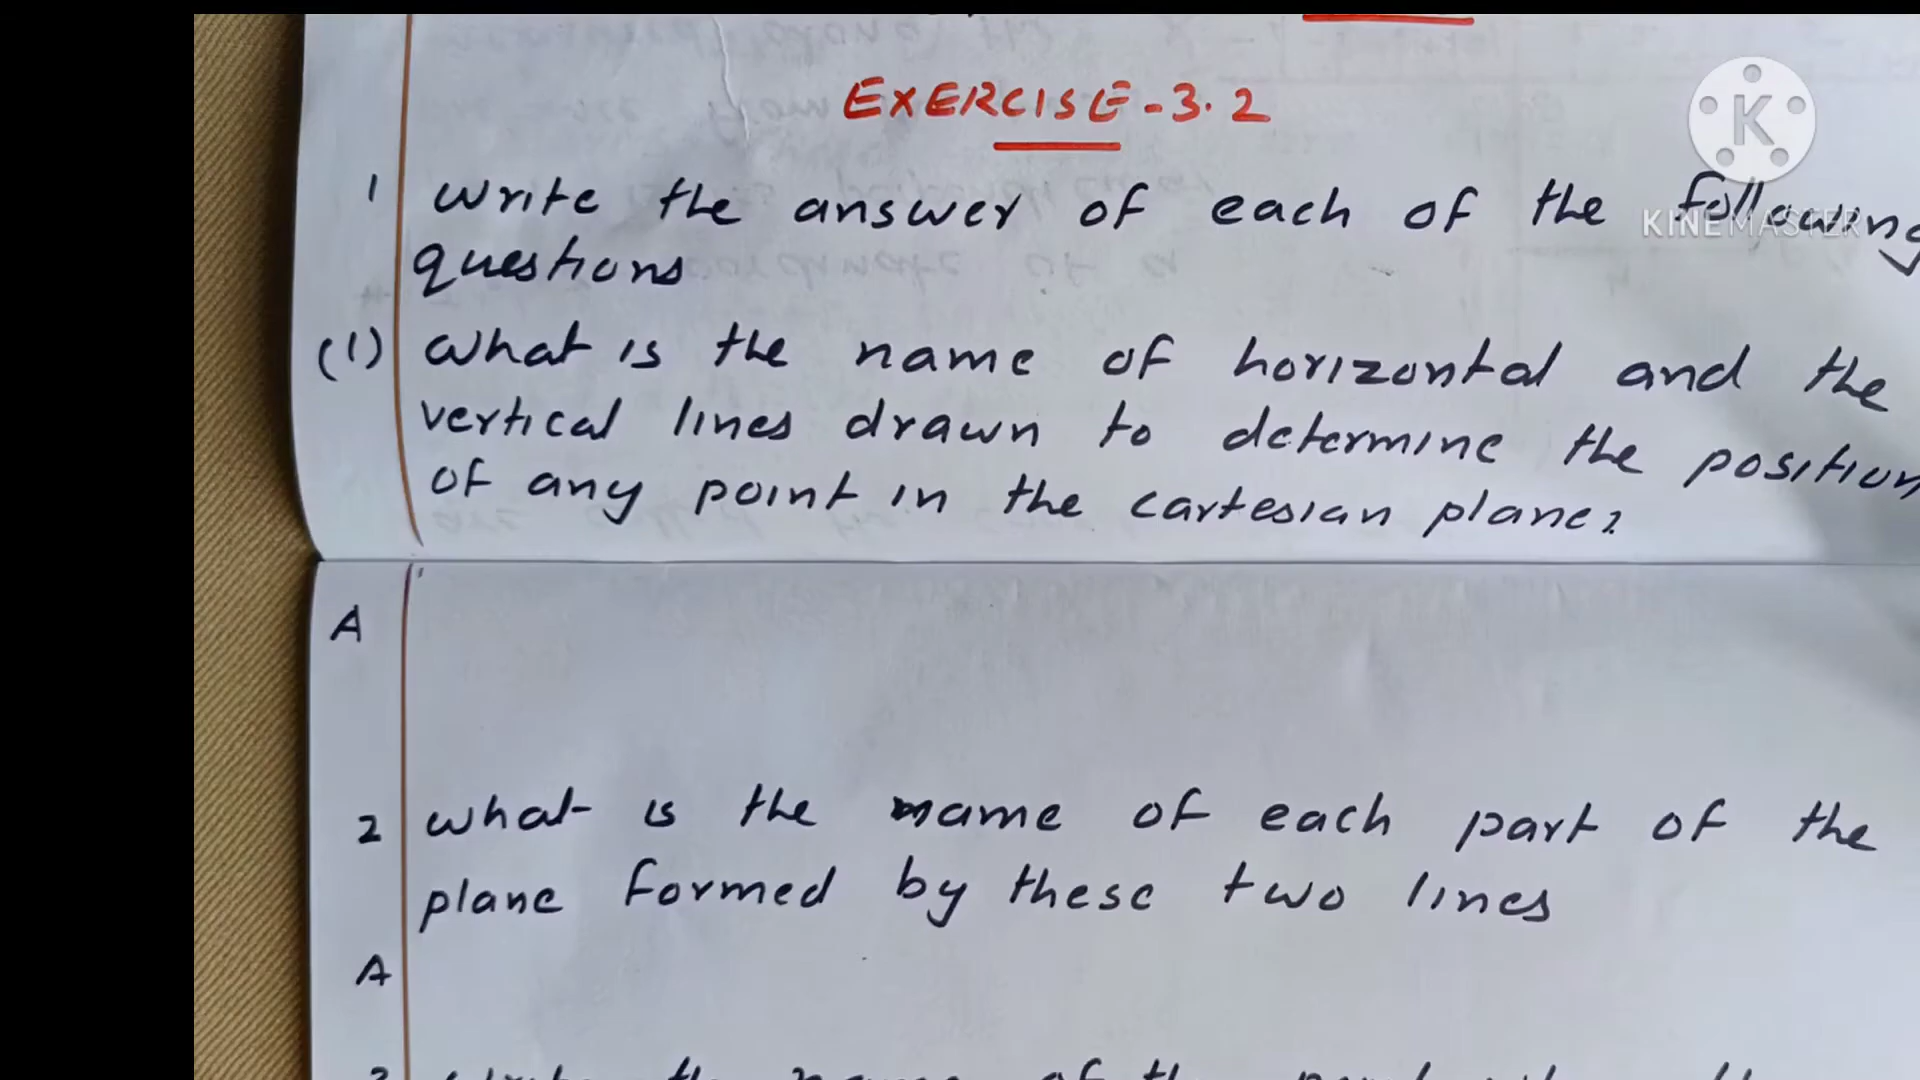 EXERCISE-3.2
1 write the answer of each of the following
questions
(1) what is the name of horizontal and the
vertical lines drawn to determine the position
of any point in the cartesian plane?
A
2 what is the name of each part of the
plane formed by these two lines
A
KINEMASTER